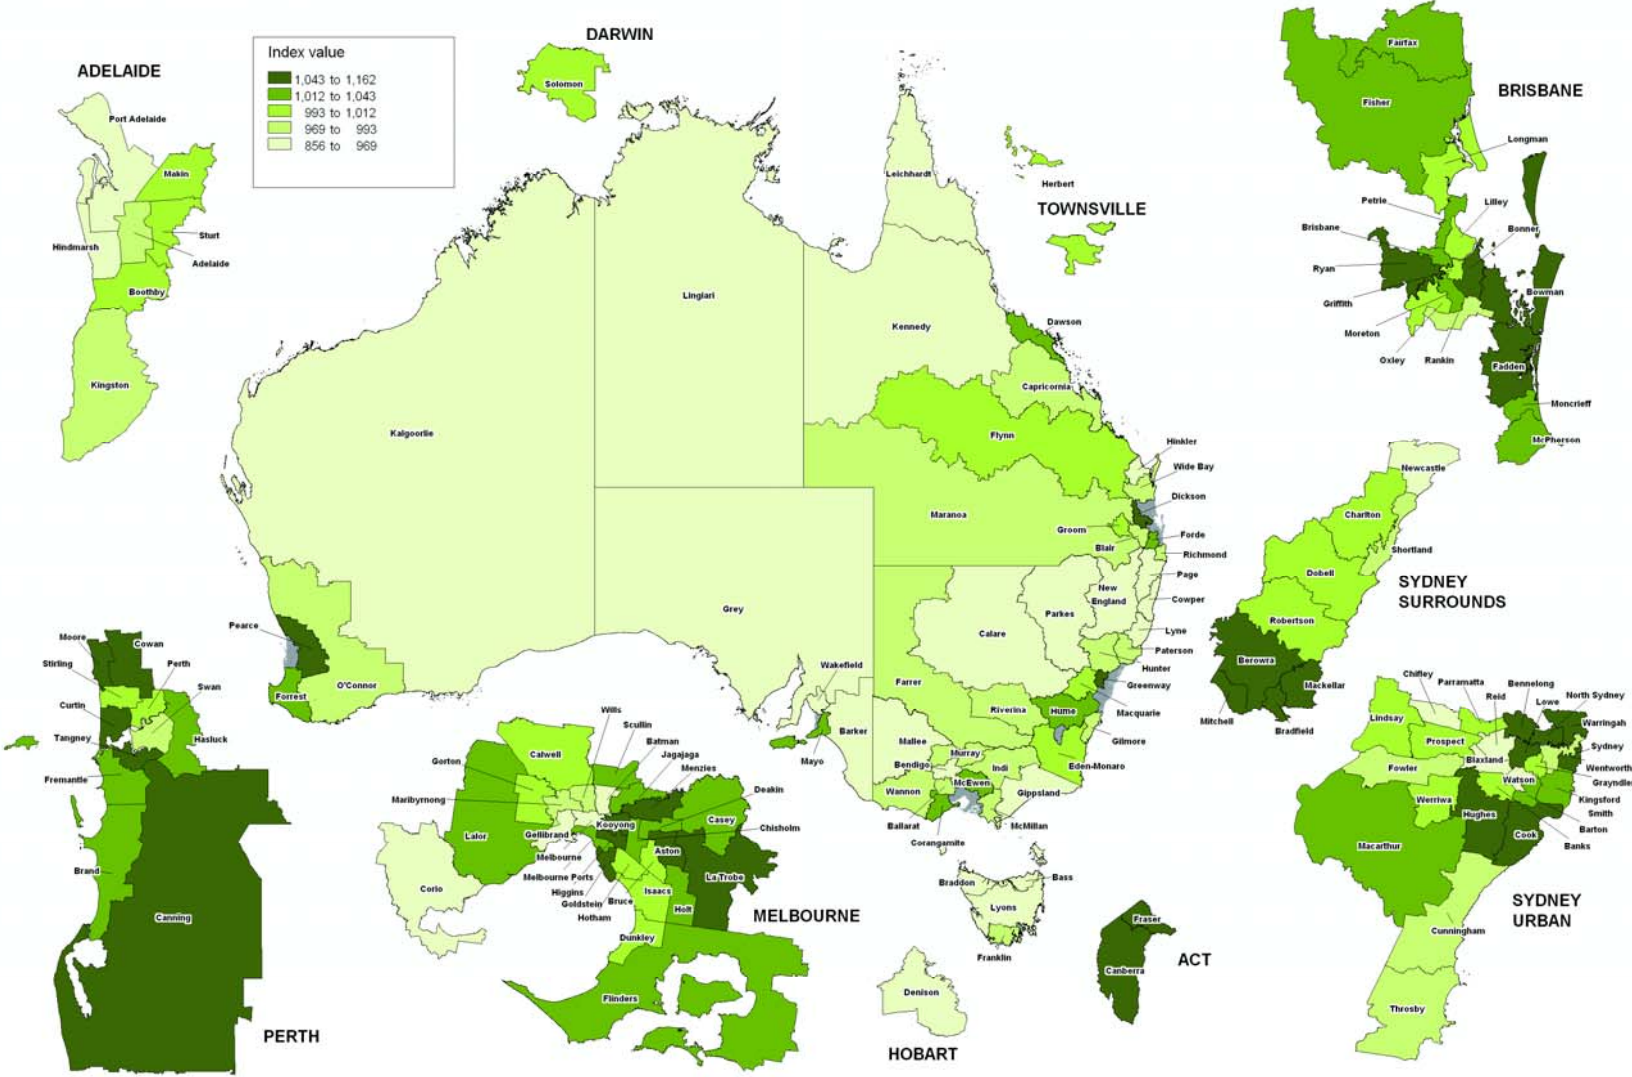 DARWIN
Solomon
Index value
1,043 to 1,162
1,012 to 1,043
993 to 1,012
969 to 993
856 to 969
ADELAIDE
Port Adelaide
Makin
Sturt
Adelaide
Hindmarsh
Boothby
Kingston
Herbert
TOWNSVILLE
BRISBANE
Fairfax
Fisher
Longman
Petrie
Lilley
Brisbane
Bonner
Ryan
Bowman
Griffith
Moreton
Oxley
Rankin
Fadden
Moncrieff
McPherson
Leichhardt
Lingiari
Kennedy
Dawson
Capricornia
Kalgoorlie
Flynn
Hinkler
Wide Bay
Dickson
Maranoa
Groom
Forde
Blair
Richmond
Page
New
England
Cowper
Parkes
Grey
Calare
Lyne
Paterson
Hunter
Greenway
Pearce
Wakefield
Farrer
O'Connor
Forrest
Riverina
Hume
Macquarie
Barker
Mallee
Gilmore
Mayo
Murray
Bendigo
Indi
Eden-Monaro
McEwen
Wannon
Gippsland
Ballarat
McMillan
Corangamite
Newcastle
Charlton
Shortland
Dobell
SYDNEY
SURROUNDS
Robertson
Berowra
Mackellar
Mitchell
Bradfield
Moore
Cowan
Stirling
Perth
Swan
Curtin
Tangney
Hasluck
Fremantle
Brand
Canning
PERTH
Wills
Scullin
Batman
Jagajaga
Menzies
Calwell
Gorton
Deakin
Maribyrnong
Casey
Kooyong
Chisholm
Lalor
Gellibrand
Aston
Melbourne
Melbourne Ports
La Trobe
Corio
Higgins
Isaacs
Goldstein
Bruce
Holt
Hotham
MELBOURNE
Dunkley
Flinders
Braddon
Bass
Lyons
Franklin
Denison
HOBART
Fraser
Canberra
ACT
Chifley
Parramatta
Reid
Bennelong
Lowe
North Sydney
Lindsay
Warringah
Prospect
Sydney
Blaxland
Fowler
Wentworth
Watson
Grayndler
Werriwa
Kingsford
Smith
Hughes
Barton
Cook
Banks
Macarthur
SYDNEY
URBAN
Cunningham
Throsby